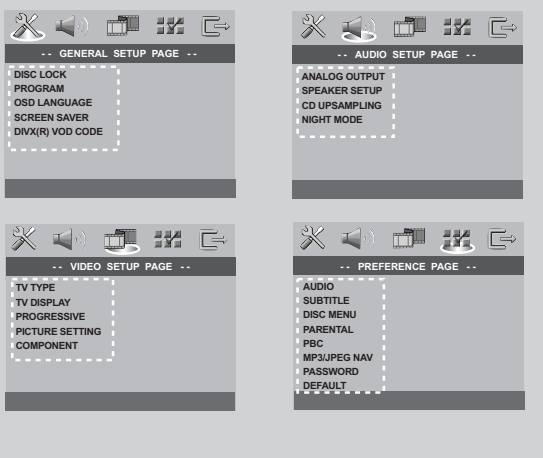 -- GENERAL SETUP PAGE --
DISC LOCK
PROGRAM
OSD LANGUAGE
SCREEN SAVER
DIVX(R) VOD CODE
-- AUDIO SETUP PAGE --
ANALOG OUTPUT
SPEAKER SETUP
CD UPSAMPLING
NIGHT MODE
-- VIDEO SETUP PAGE --
TV TYPE
TV DISPLAY
PROGRESSIVE
PICTURE SETTING
COMPONENT
-- PREFERENCE PAGE --
AUDIO
SUBTITLE
DISC MENU
PARENTAL
PBC
MP3/JPEG NAV
PASSWORD
DEFAULT